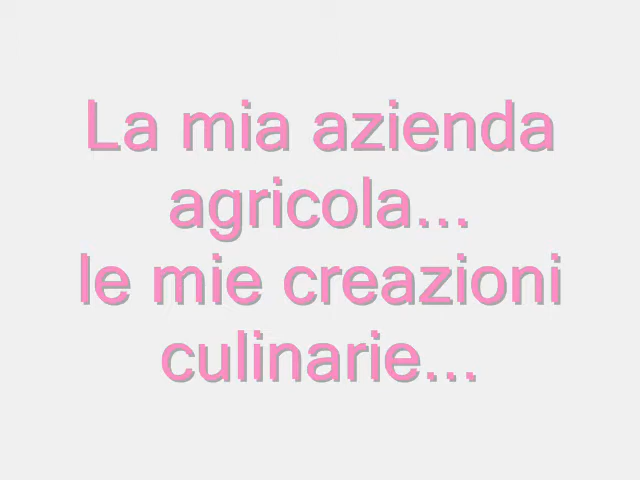 La mia azienda
agricola...
le mie creazioni
culinarie...